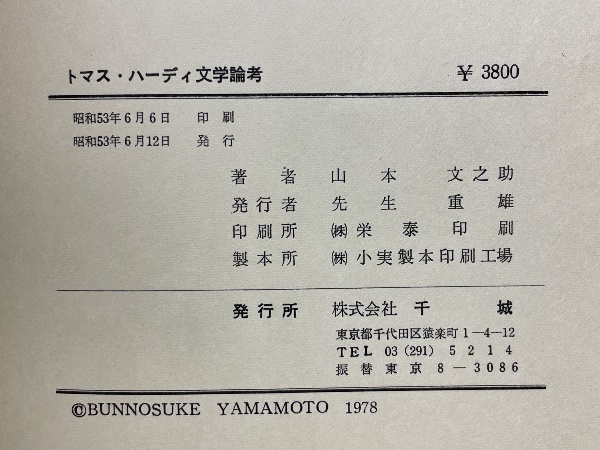 トマス・ハーディ文学論考 ￥3800
昭和53年6月6日 印刷
昭和53年6月12日 発行
著者 山本 文之助
発行者 先生 重雄
印刷所 ㈱栄泰印刷
製本所 ㈱小実製本印刷工場
発行所 株式会社 千城
東京都千代田区猿楽町1-4-12
TEL 03(291)5214
振替東京8-3086
©BUNNOSUKE YAMAMOTO 1978